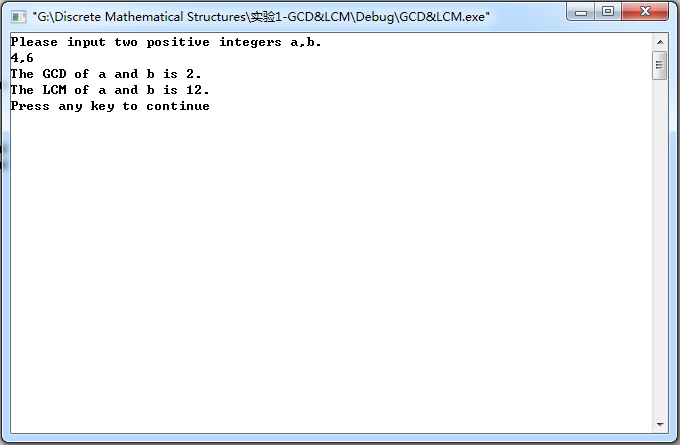 "G:\Discrete Mathematical Structures\实验1-GCD&LCM\Debug\GCD&LCM.exe"
Please input two positive integers a,b.
4,6
The GCD of a and b is 2.
The LCM of a and b is 12.
Press any key to continue